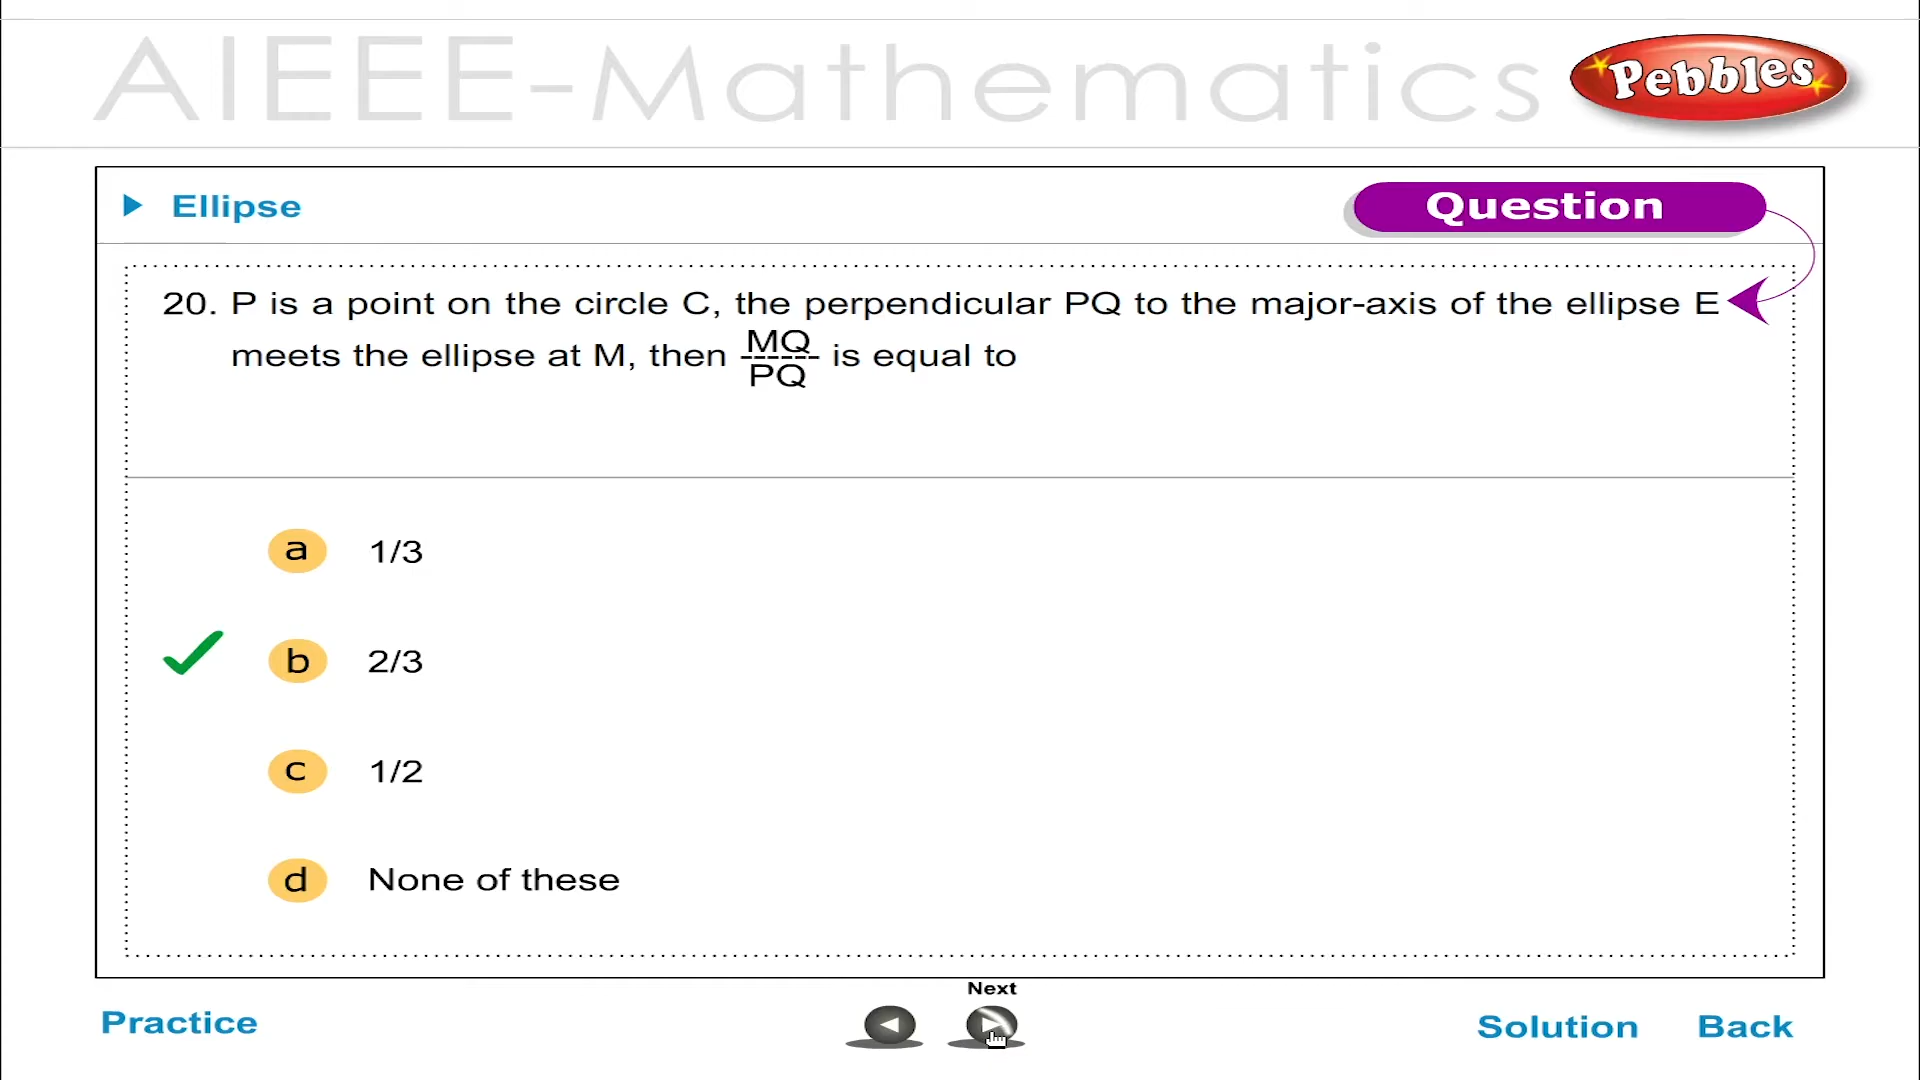 AIEEE-Mathematics
Pebbles
Ellipse
Question
20. P is a point on the circle C, the perpendicular PQ to the major-axis of the ellipse E
meets the ellipse at M, then MQ/PQ is equal to
a 1/3
b 2/3
c 1/2
d None of these
Next
Practice
Solution
Back